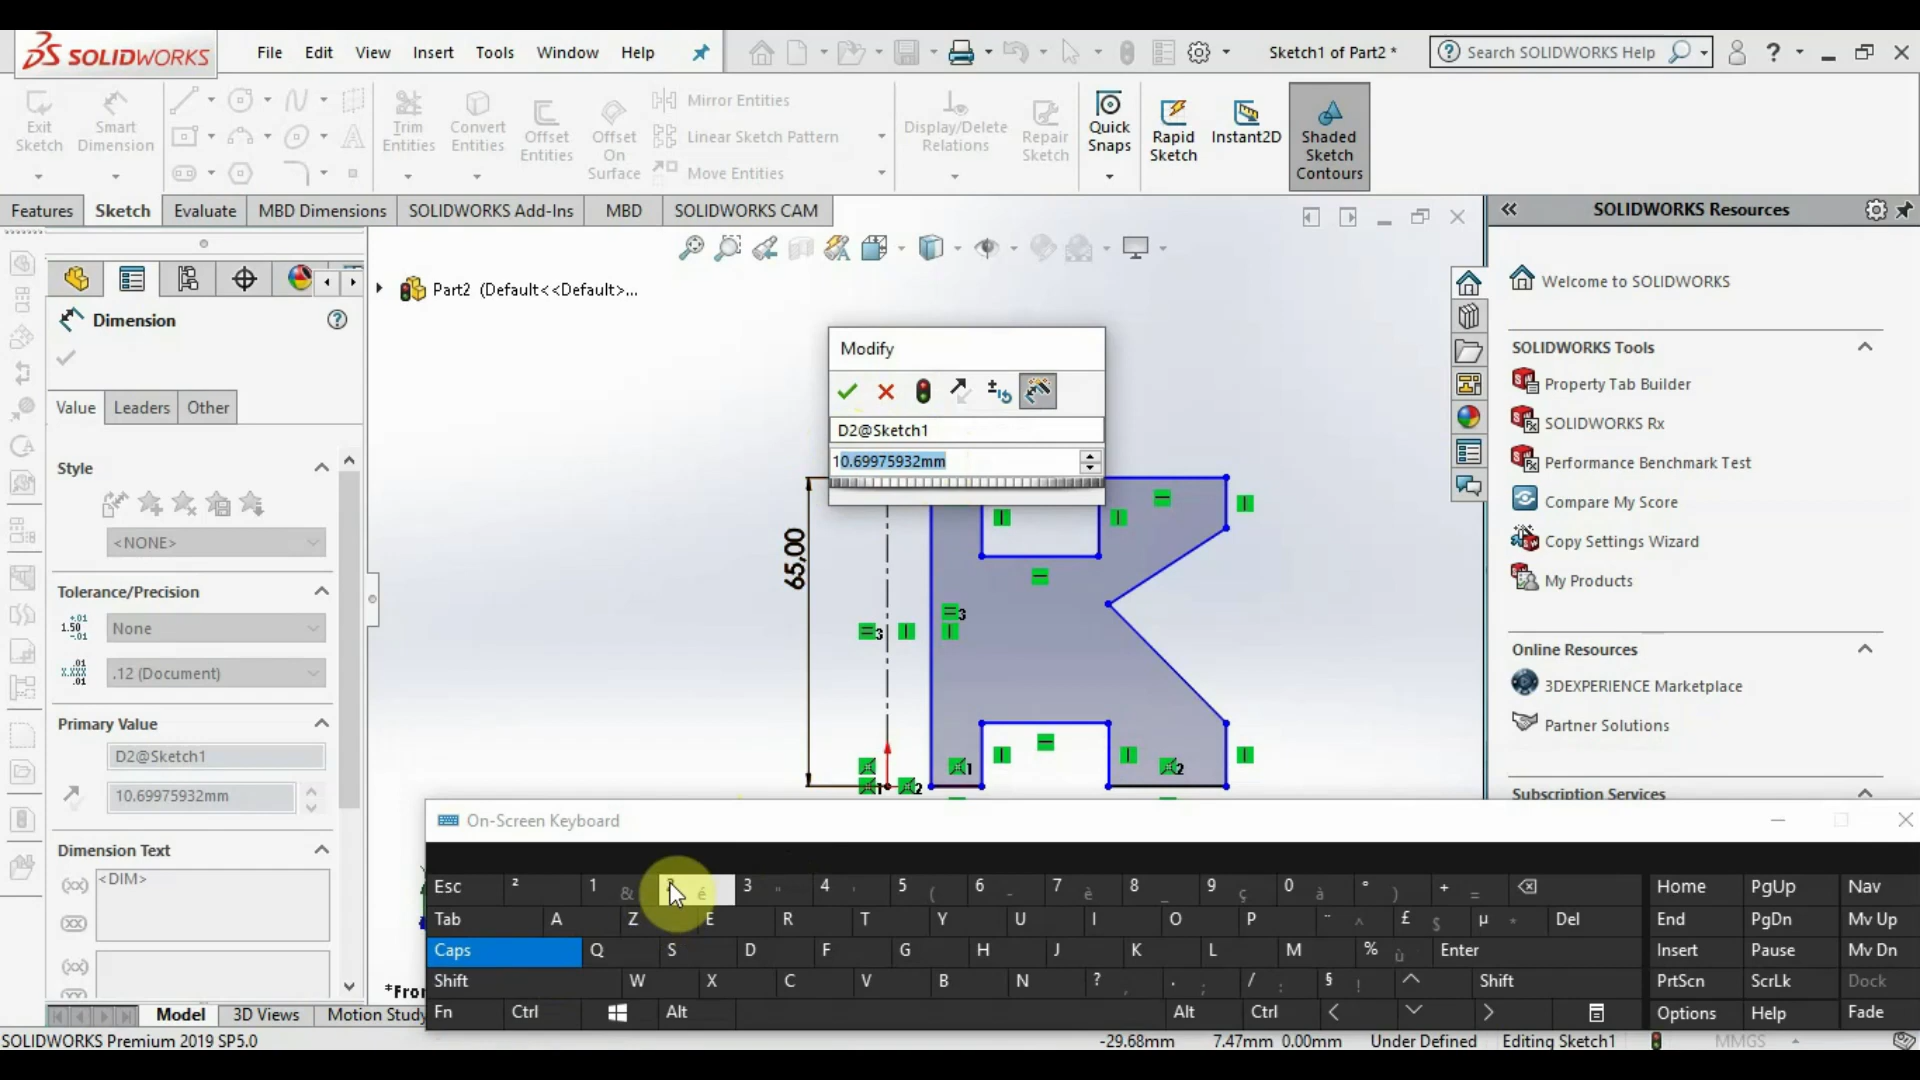 SOLIDWORKS
File Edit View Insert Tools Window Help
Sketch1 of Part2 *
Search SOLIDWORKS Help
Exit Sketch
Smart Dimension
Trim Entities
Convert Entities
Offset Entities
Offset On Surface
Mirror Entities
Linear Sketch Pattern
Move Entities
Display/Delete Relations
Repair Sketch
Quick Snaps
Rapid Sketch
Instant2D
Shaded Sketch Contours
Features Sketch Evaluate MBD Dimensions SOLIDWORKS Add-Ins MBD SOLIDWORKS CAM
SOLIDWORKS Resources
Part2 (Default<<Default>...
Dimension
Value Leaders Other
Style
<NONE>
Tolerance/Precision
None
.12 (Document)
Primary Value
D2@Sketch1
10.69975932mm
Dimension Text
<DIM>
Modify
D2@Sketch1
10.69975932mm
65,00
*Fron
Welcome to SOLIDWORKS
SOLIDWORKS Tools
Property Tab Builder
SOLIDWORKS Rx
Performance Benchmark Test
Compare My Score
Copy Settings Wizard
My Products
Online Resources
3DEXPERIENCE Marketplace
Partner Solutions
Subscription Services
On-Screen Keyboard
Esc ² 1 & é 3 " 4 ' 5 ( 6 - 7 è 8 _ 9 ç 0 à ° ) + = Home PgUp Nav
Tab A Z E R T Y U I O P ¨ ^ £ $ µ * Del End PgDn Mv Up
Caps Q S D F G H J K L M % ù Enter Insert Pause Mv Dn
Shift W X C V B N ? , . ; / : § ! Shift PrtScn ScrLk Dock
Fn Ctrl Alt Alt Ctrl Options Help Fade
Model 3D Views Motion Study
SOLIDWORKS Premium 2019 SP5.0
-29.68mm 7.47mm 0.00mm Under Defined Editing Sketch1 MMGS